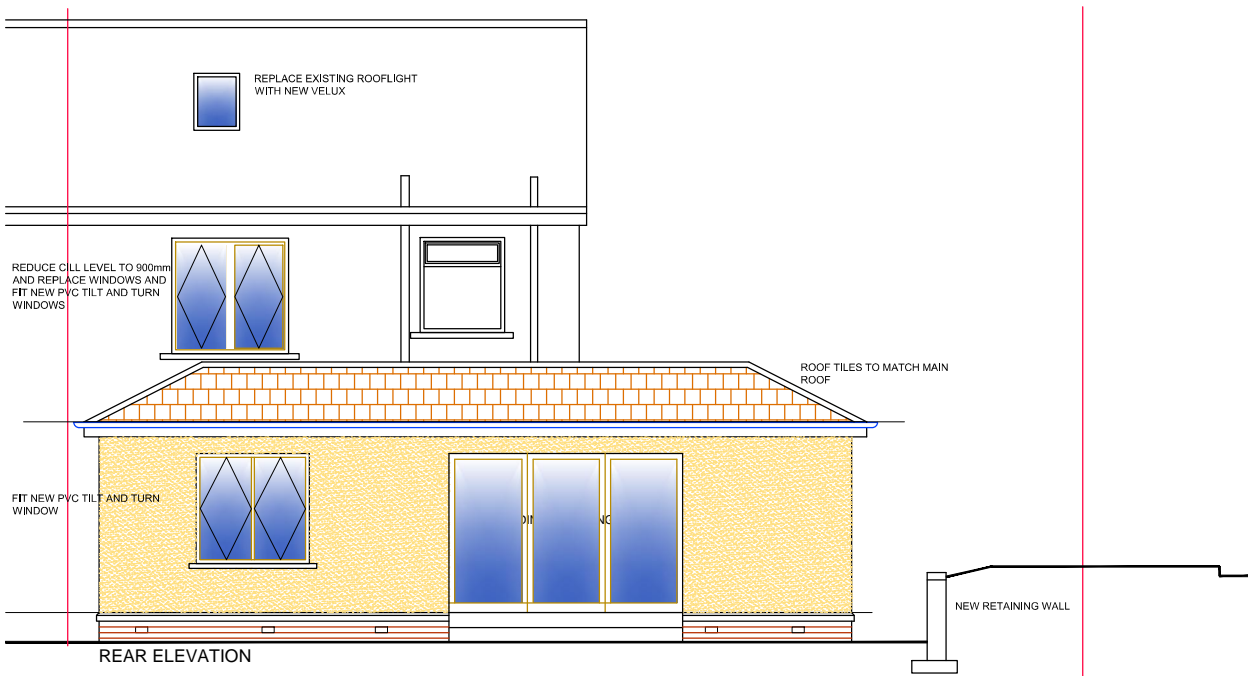 REPLACE EXISTING ROOFLIGHT
WITH NEW VELUX
REDUCE CILL LEVEL TO 900mm
AND REPLACE WINDOWS AND
FIT NEW PVC TILT AND TURN
WINDOWS
ROOF TILES TO MATCH MAIN
ROOF
FIT NEW PVC TILT AND TURN
WINDOW
NEW RETAINING WALL
REAR ELEVATION